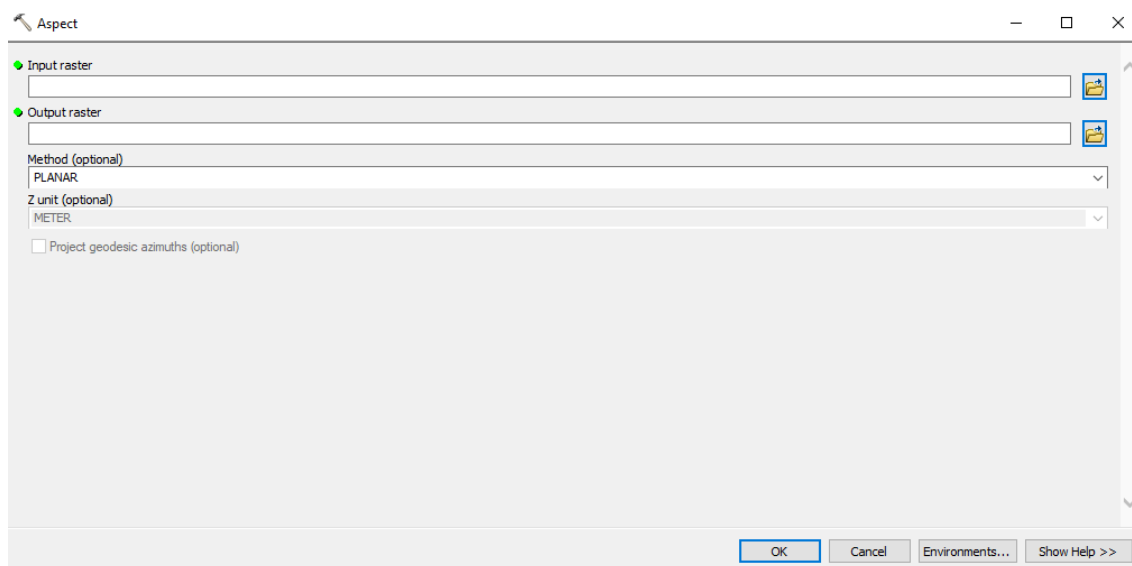 Aspect
Input raster
Output raster
Method (optional)
PLANAR
Z unit (optional)
METER
Project geodesic azimuths (optional)
OK Cancel Environments... Show Help >>